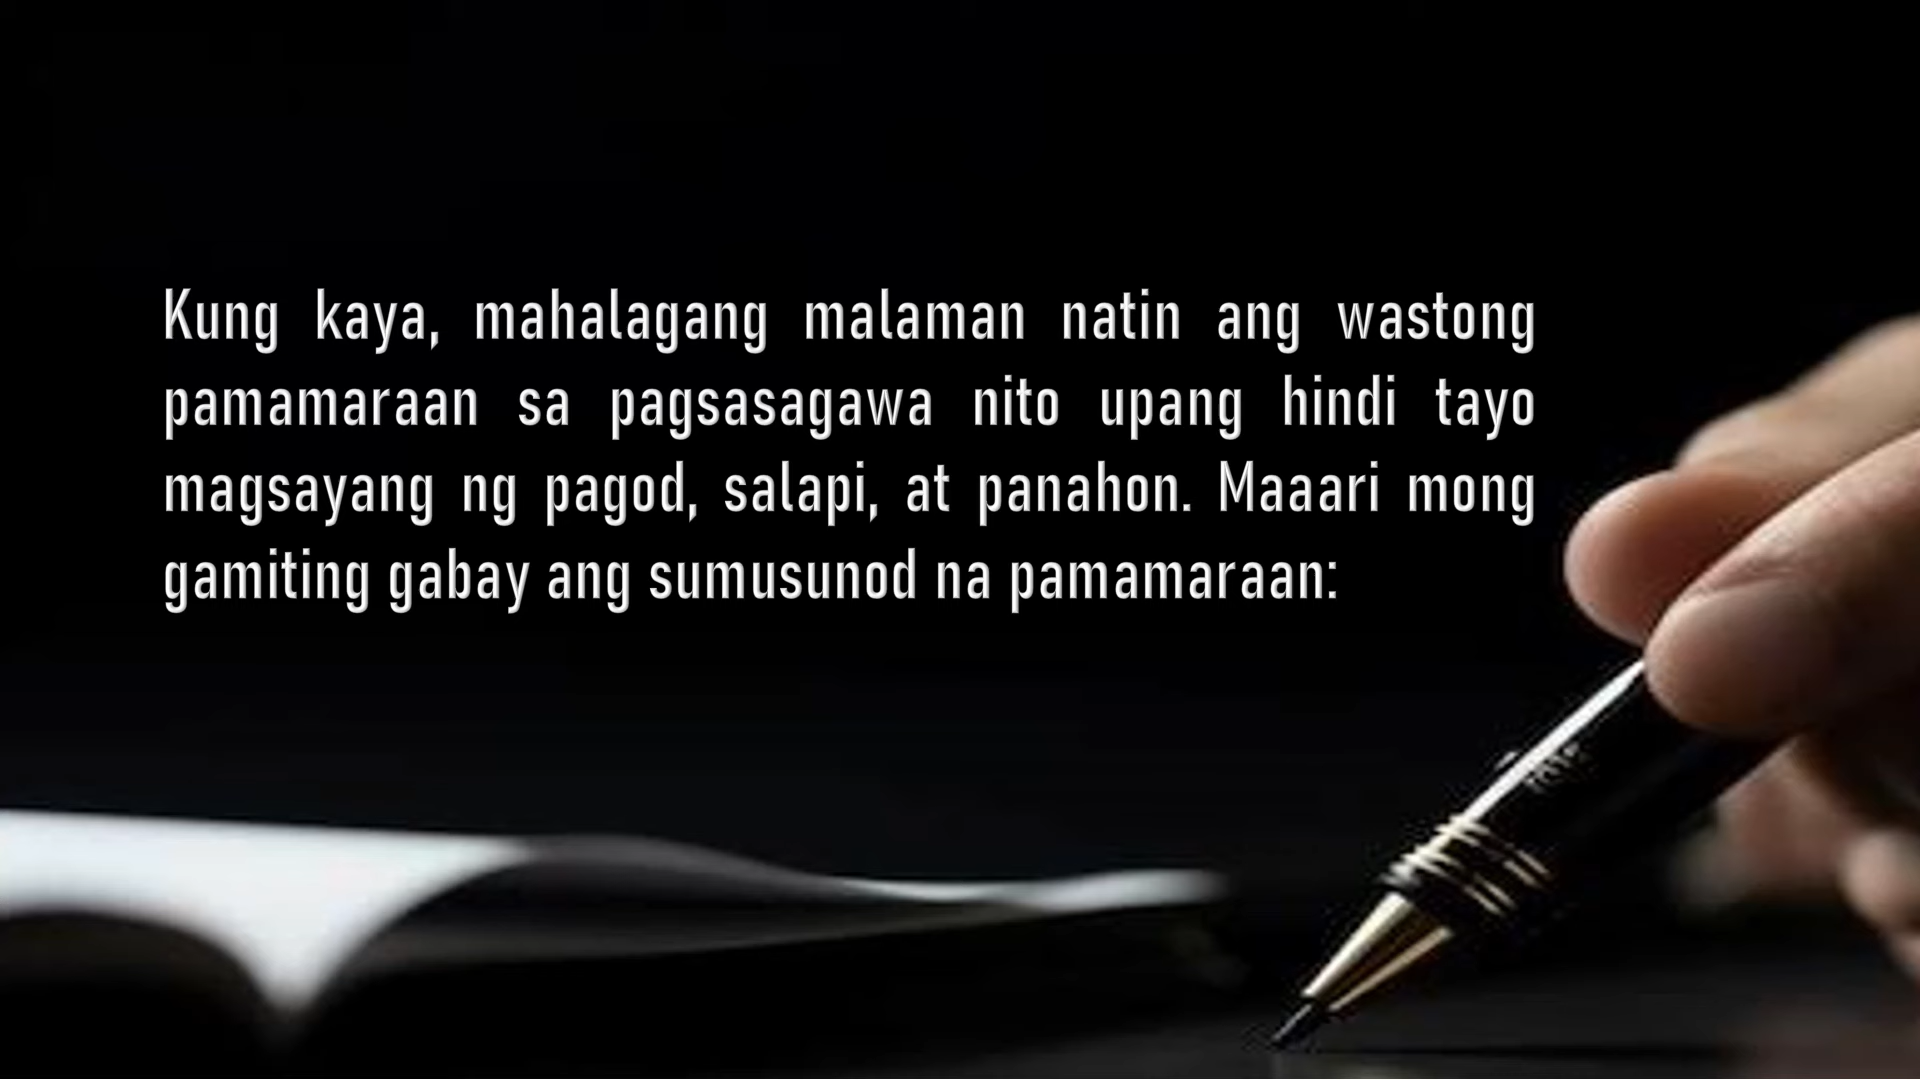 Kung kaya, mahalagang malaman natin ang wastong
pamamaraan sa pagsasagawa nito upang hindi tayo
magsayang ng pagod, salapi, at panahon. Maaari mong
gamiting gabay ang sumusunod na pamamaraan: